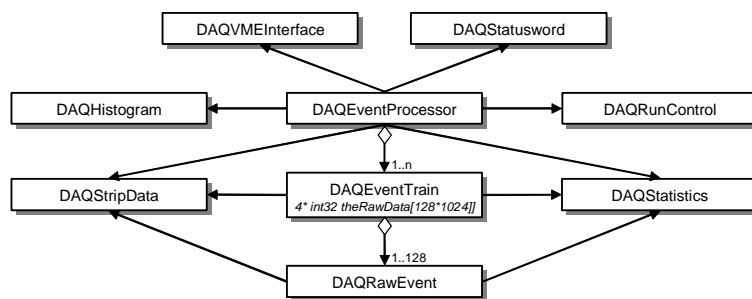 DAQVMEInterface
DAQStatusword
DAQHistogram
DAQEventProcessor
DAQRunControl
1..n
DAQStripData
DAQEventTrain
4* int32 theRawData[128*1024]]
DAQStatistics
1..128
DAQRawEvent